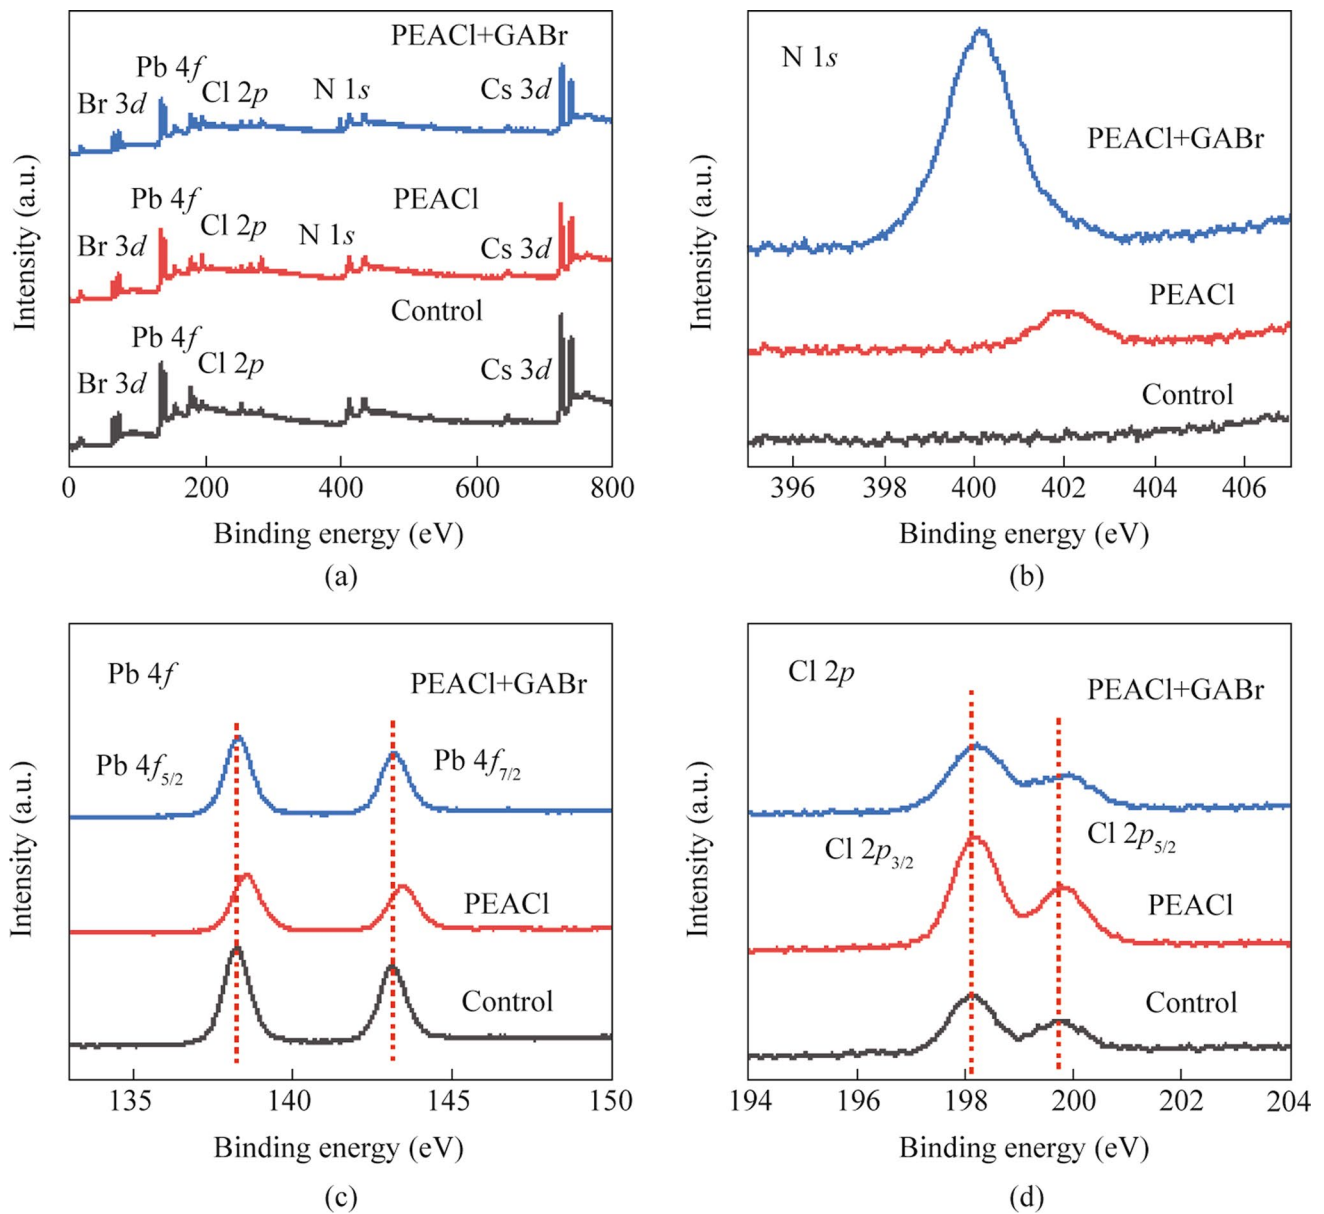 PEACl+GABr
Pb 4f
Br 3d
Cl 2p
N 1s
Cs 3d
Pb 4f
PEACl
Br 3d
Cl 2p
N 1s
Cs 3d
Control
Pb 4f
Br 3d
Cl 2p
Cs 3d
Intensity (a.u.)
0 200 400 600 800
Binding energy (eV)
(a)
N 1s
PEACl+GABr
PEACl
Control
Intensity (a.u.)
396 398 400 402 404 406
Binding energy (eV)
(b)
Pb 4f
PEACl+GABr
Pb 4f5/2
Pb 4f7/2
PEACl
Control
Intensity (a.u.)
135 140 145 150
Binding energy (eV)
(c)
Cl 2p
PEACl+GABr
Cl 2p3/2
Cl 2p5/2
PEACl
Control
Intensity (a.u.)
194 196 198 200 202 204
Binding energy (eV)
(d)